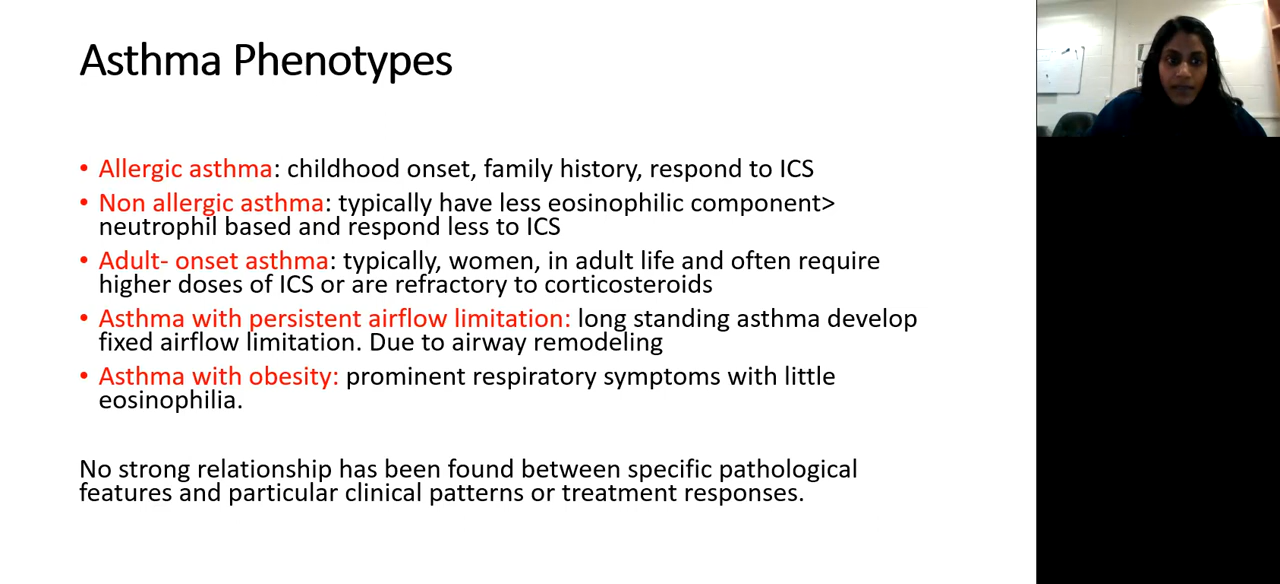 Asthma Phenotypes
• Allergic asthma: childhood onset, family history, respond to ICS
• Non allergic asthma: typically have less eosinophilic component>
neutrophil based and respond less to ICS
• Adult- onset asthma: typically, women, in adult life and often require
higher doses of ICS or are refractory to corticosteroids
• Asthma with persistent airflow limitation: long standing asthma develop
fixed airflow limitation. Due to airway remodeling
• Asthma with obesity: prominent respiratory symptoms with little
eosinophilia.
No strong relationship has been found between specific pathological
features and particular clinical patterns or treatment responses.